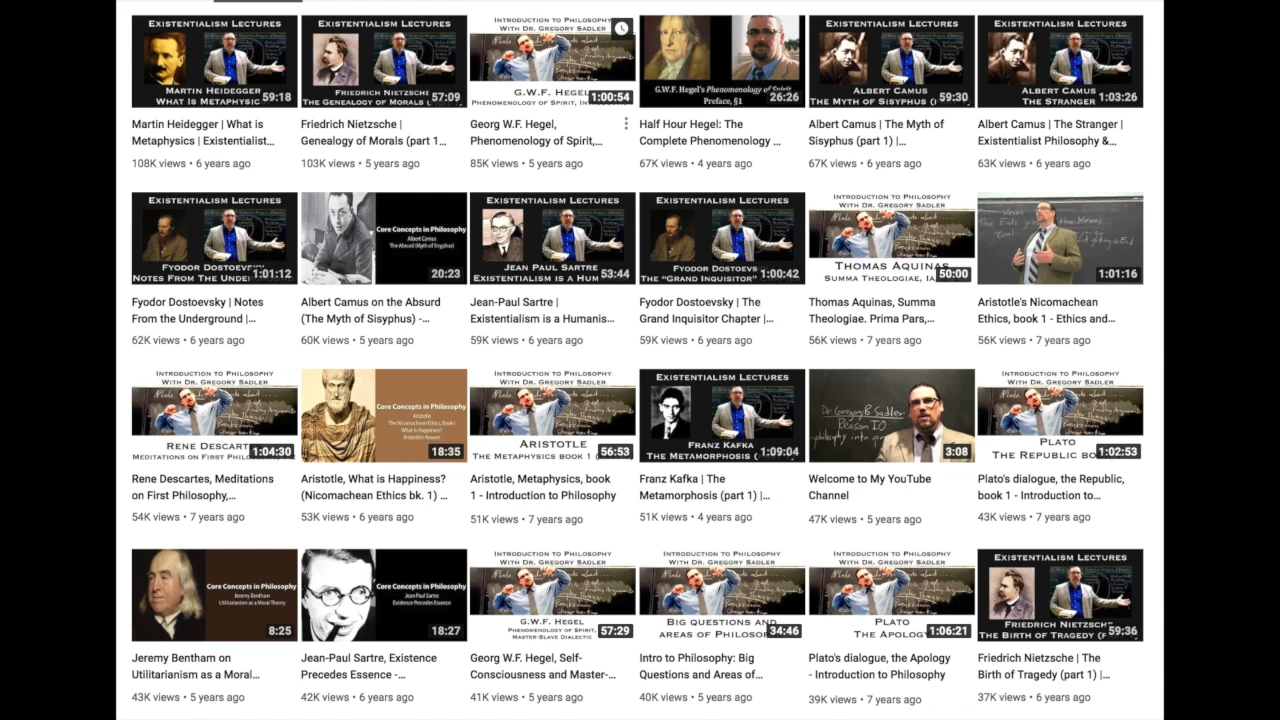 EXISTENTIALISM LECTURES
MARTIN HEIDEGGER
WHAT IS METAPHYSIC
59:18
Martin Heidegger | What is
Metaphysics | Existentialist...
108K views • 6 years ago
EXISTENTIALISM LECTURES
FRIEDRICH NIETZSCHE
THE GENEALOGY OF MORALS (
57:09
Friedrich Nietzsche |
Genealogy of Morals (part 1...
103K views • 5 years ago
INTRODUCTION TO PHILOSOPHY
WITH DR. GREGORY SADLER
G.W.F. HEGEL
PHENOMENOLOGY OF SPIRIT, IN
1:00:54
Georg W.F. Hegel,
Phenomenology of Spirit,...
85K views • 5 years ago
G.W.F. Hegel's Phenomenology of Spirit
Preface, §1
26:26
Half Hour Hegel: The
Complete Phenomenology ...
67K views • 4 years ago
EXISTENTIALISM LECTURES
ALBERT CAMUS
THE MYTH OF SISYPHUS (
59:30
Albert Camus | The Myth of
Sisyphus (part 1) |...
67K views • 6 years ago
EXISTENTIALISM LECTURES
ALBERT CAMUS
THE STRANGER
1:03:26
Albert Camus | The Stranger |
Existentialist Philosophy &...
63K views • 6 years ago
EXISTENTIALISM LECTURES
FYODOR DOSTOEVSKY
NOTES FROM THE UNDE
1:01:12
Fyodor Dostoevsky | Notes
From the Underground |...
62K views • 6 years ago
Core Concepts in Philosophy
Albert Camus
The Absurd (Myth of Sisyphus)
20:23
Albert Camus on the Absurd
(The Myth of Sisyphus) -...
60K views • 5 years ago
EXISTENTIALISM LECTURES
JEAN PAUL SARTRE
EXISTENTIALISM IS A HUM
53:44
Jean-Paul Sartre |
Existentialism is a Humanis...
59K views • 6 years ago
EXISTENTIALISM LECTURES
FYODOR DOSTOEVS
THE "GRAND INQUISITOR"
1:00:42
Fyodor Dostoevsky | The
Grand Inquisitor Chapter |...
59K views • 6 years ago
INTRODUCTION TO PHILOSOPHY
WITH DR. GREGORY SADLER
THOMAS AQUINAS
SUMMA THEOLOGIAE, IA
50:00
Thomas Aquinas, Summa
Theologiae. Prima Pars,...
56K views • 7 years ago
1:01:16
Aristotle's Nicomachean
Ethics, book 1 - Ethics and...
56K views • 7 years ago
INTRODUCTION TO PHILOSOPHY
WITH DR. GREGORY SADLER
RENE DESCART
MEDITATIONS ON FIRST PHILO
1:04:30
Rene Descartes, Meditations
on First Philosophy,...
54K views • 7 years ago
Core Concepts in Philosophy
Aristotle
The Nicomachean Ethics, Book I
What is Happiness?
Aristotle's Answer
18:35
Aristotle, What is Happiness?
(Nicomachean Ethics bk. 1) ...
53K views • 6 years ago
INTRODUCTION TO PHILOSOPHY
WITH DR. GREGORY SADLER
ARISTOTLE
THE METAPHYSICS BOOK 1 (
56:53
Aristotle, Metaphysics, book
1 - Introduction to Philosophy
51K views • 7 years ago
EXISTENTIALISM LECTURES
FRANZ KAFKA
THE METAMORPHOSIS (
1:09:04
Franz Kafka | The
Metamorphosis (part 1) |...
51K views • 4 years ago
Dr Gregory B Sadler
Reason IO
philosophy into pr
3:08
Welcome to My YouTube
Channel
47K views • 5 years ago
INTRODUCTION TO PHILOSOPHY
WITH DR. GREGORY SADLER
PLATO
THE REPUBLIC BO
1:02:53
Plato's dialogue, the Republic,
book 1 - Introduction to...
43K views • 7 years ago
Core Concepts in Philosophy
Jeremy Bentham
Utilitarianism as a Moral Theory
8:25
Jeremy Bentham on
Utilitarianism as a Moral...
43K views • 5 years ago
Core Concepts in Philosophy
Jean Paul Sartre
Existence Precedes Essence
18:27
Jean-Paul Sartre, Existence
Precedes Essence -...
42K views • 6 years ago
INTRODUCTION TO PHILOSOPHY
WITH DR. GREGORY SADLER
G.W.F. HEGEL
PHENOMENOLOGY OF SPIRIT,
MASTER-SLAVE DIALECTIC
57:29
Georg W.F. Hegel, Self-
Consciousness and Master-...
41K views • 5 years ago
INTRODUCTION TO PHILOSOPHY
WITH DR. GREGORY SADLER
BIG QUESTIONS AND
AREAS OF PHILOSOP
34:46
Intro to Philosophy: Big
Questions and Areas of...
40K views • 5 years ago
INTRODUCTION TO PHILOSOPHY
WITH DR. GREGORY SADLER
PLATO
THE APOLOG
1:06:21
Plato's dialogue, the Apology
- Introduction to Philosophy
39K views • 7 years ago
EXISTENTIALISM LECTURES
FRIEDRICH NIETZSCHE
THE BIRTH OF TRAGEDY (P
59:36
Friedrich Nietzsche | The
Birth of Tragedy (part 1) |...
37K views • 6 years ago